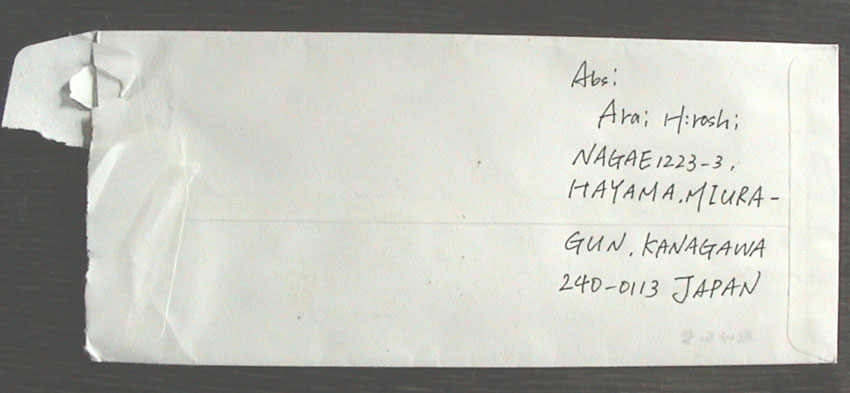 Abs:
Arai Hiroshi
NAGAE 1223-3,
HAYAMA. MIURA-
GUN. KANAGAWA
240-0113 JAPAN